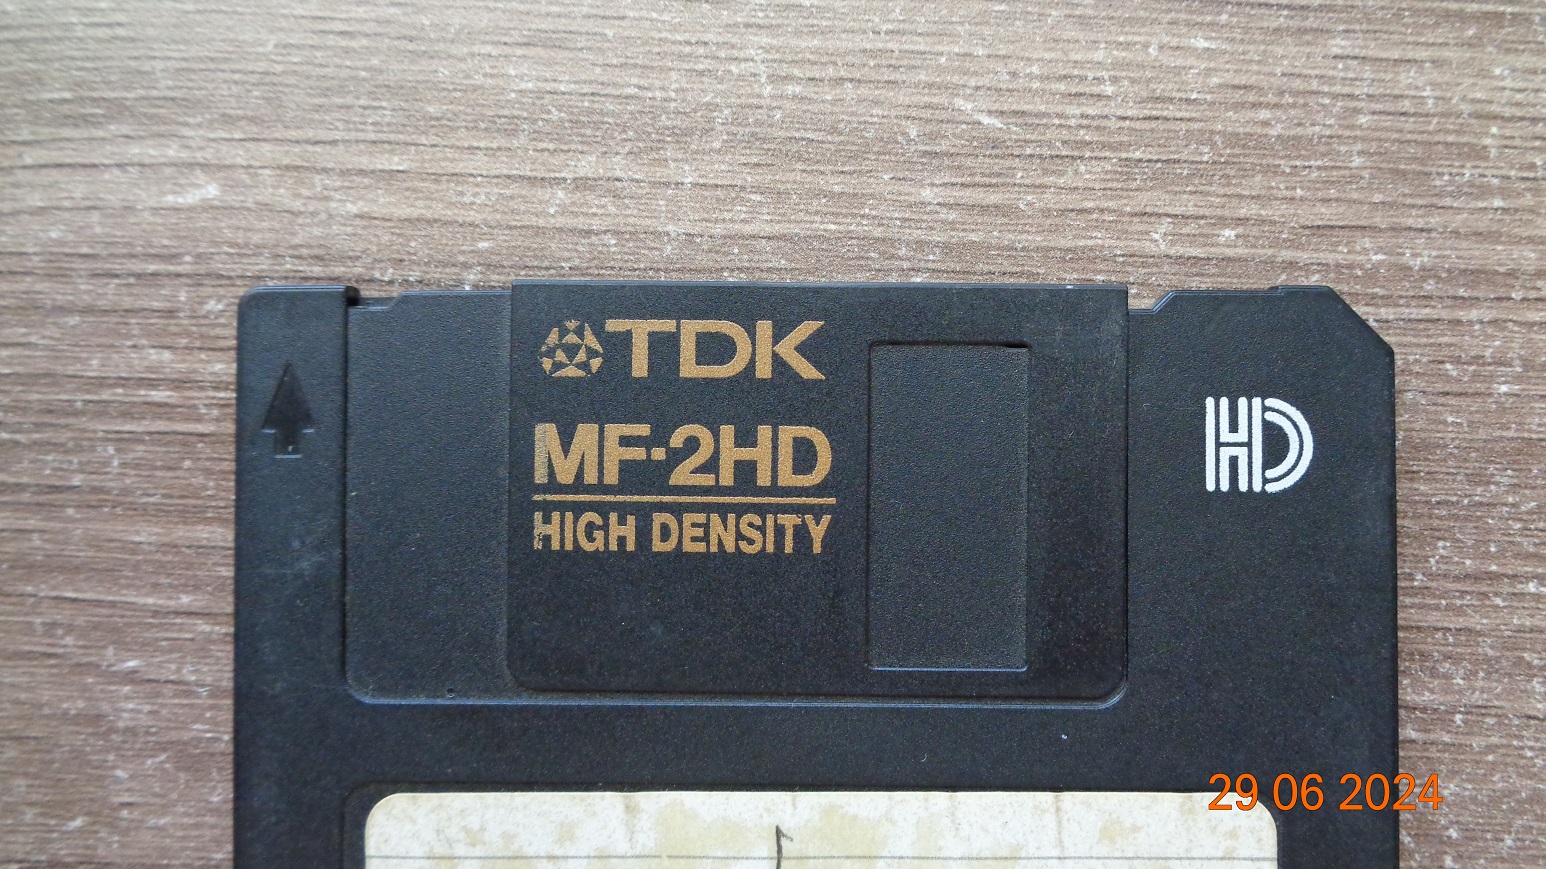 TDK
MF-2HD
HIGH DENSITY
HD
29 06 2024